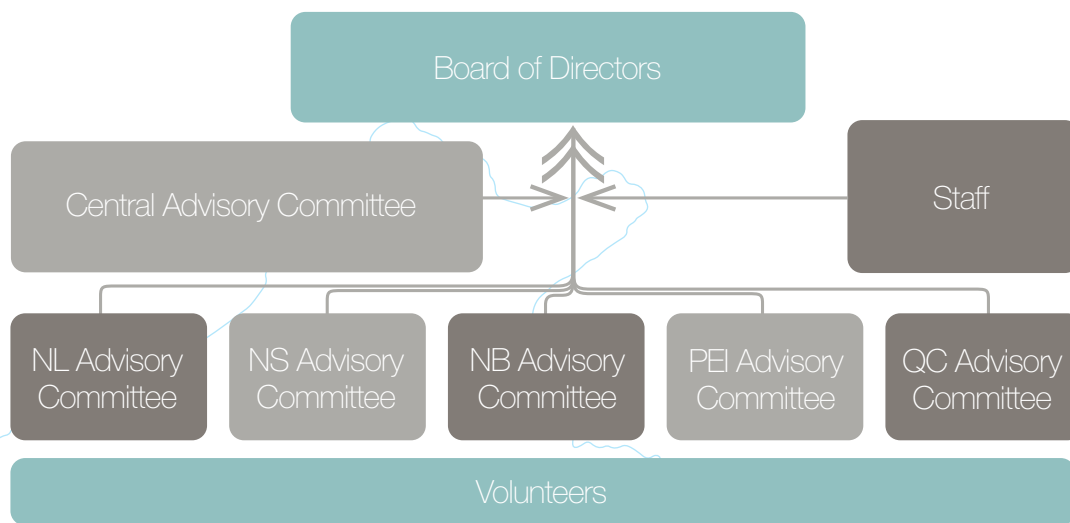 Board of Directors
Central Advisory Committee
Staff
NL Advisory
Committee
NS Advisory
Committee
NB Advisory
Committee
PEI Advisory
Committee
QC Advisory
Committee
Volunteers